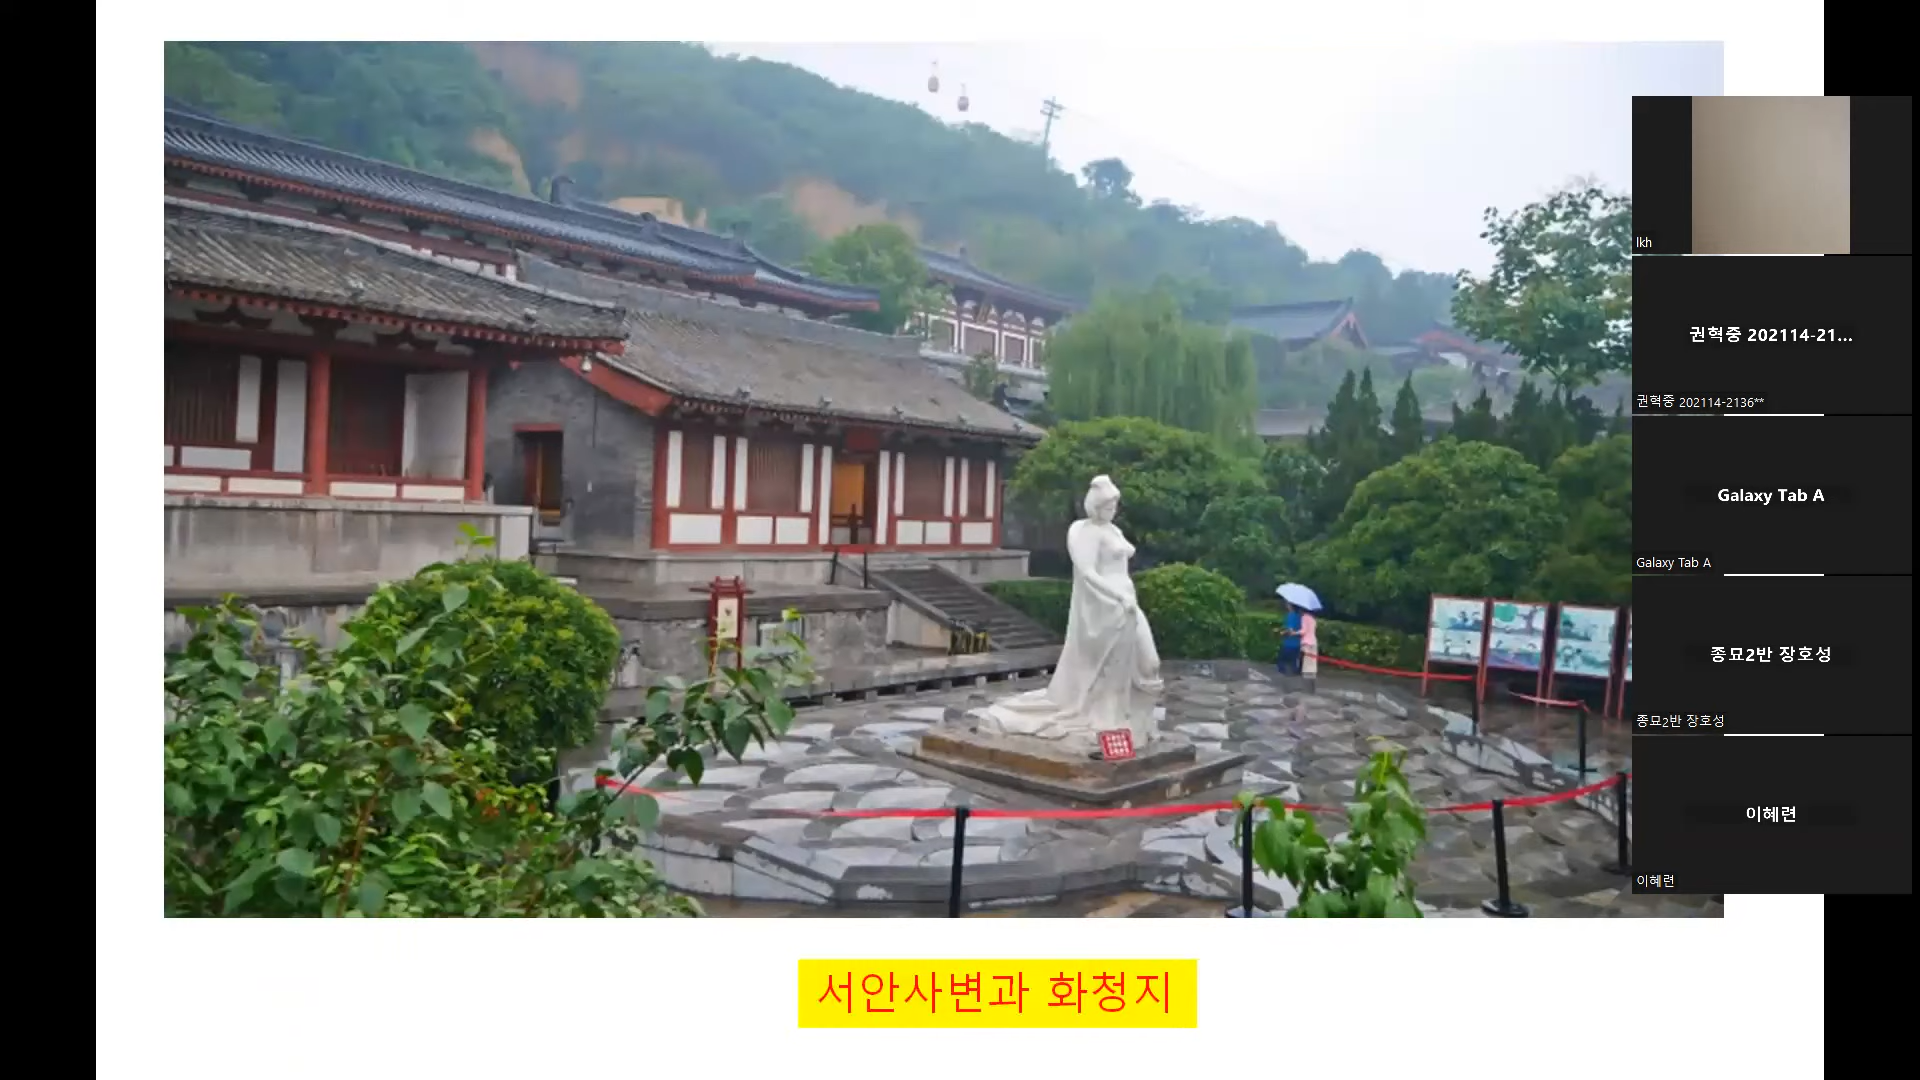 lkh
권혁중 202114-21...
권혁중 202114-2136**
Galaxy Tab A
Galaxy Tab A
종묘2반 장호성
종묘2반 장호성
이혜련
이혜련
서안사변과 화청지